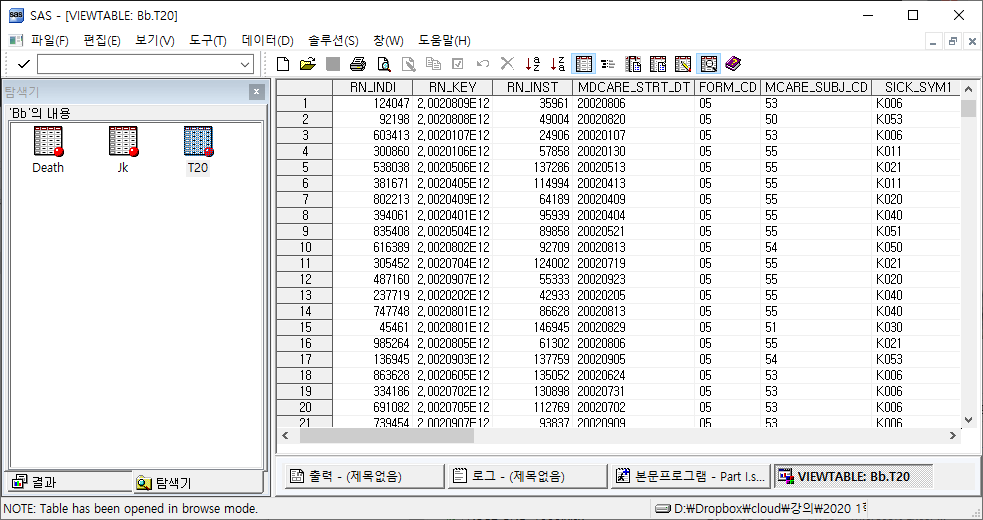 SAS - [VIEWTABLE: Bb.T20]
파일(F) 편집(E) 보기(V) 도구(T) 데이터(D) 솔루션(S) 창(W) 도움말(H)
탐색기
'Bb'의 내용
Death Jk T20
RN_INDI RN_KEY RN_INST MDCARE_STRT_DT FORM_CD MCARE_SUBJ_CD SICK_SYM1
1 124047 2,0020809E12 35961 20020806 05 53 K006
2 92198 2,0020808E12 49004 20020820 05 50 K053
3 603413 2,0020107E12 24906 20020107 05 53 K006
4 300860 2,0020106E12 57858 20020130 05 55 K011
5 538038 2,0020506E12 137286 20020513 05 55 K021
6 381671 2,0020405E12 114994 20020413 05 55 K011
7 802213 2,0020409E12 64189 20020409 05 55 K020
8 394061 2,0020401E12 95939 20020404 05 55 K040
9 835408 2,0020504E12 89858 20020521 05 55 K051
10 616389 2,0020802E12 92709 20020813 05 54 K050
11 305452 2,0020704E12 124002 20020719 05 55 K021
12 487160 2,0020907E12 55333 20020923 05 55 K020
13 237719 2,0020202E12 42933 20020205 05 55 K040
14 747748 2,0020801E12 86628 20020813 05 55 K040
15 45461 2,0020801E12 146945 20020829 05 51 K030
16 985264 2,0020805E12 61302 20020806 05 55 K021
17 136945 2,0020903E12 137759 20020905 05 54 K053
18 863628 2,0020605E12 135052 20020624 05 53 K006
19 334186 2,0020702E12 130898 20020731 05 53 K006
20 691082 2,0020705E12 112769 20020702 05 53 K006
21 739454 2,0020907E12 93837 20020909 05 53 K006
결과 탐색기
출력 - (제목없음) 로그 - (제목없음) 본문프로그램 - Part I.s... VIEWTABLE: Bb.T20
NOTE: Table has been opened in browse mode. D:₩Dropbox₩cloud₩강의₩2020 1학